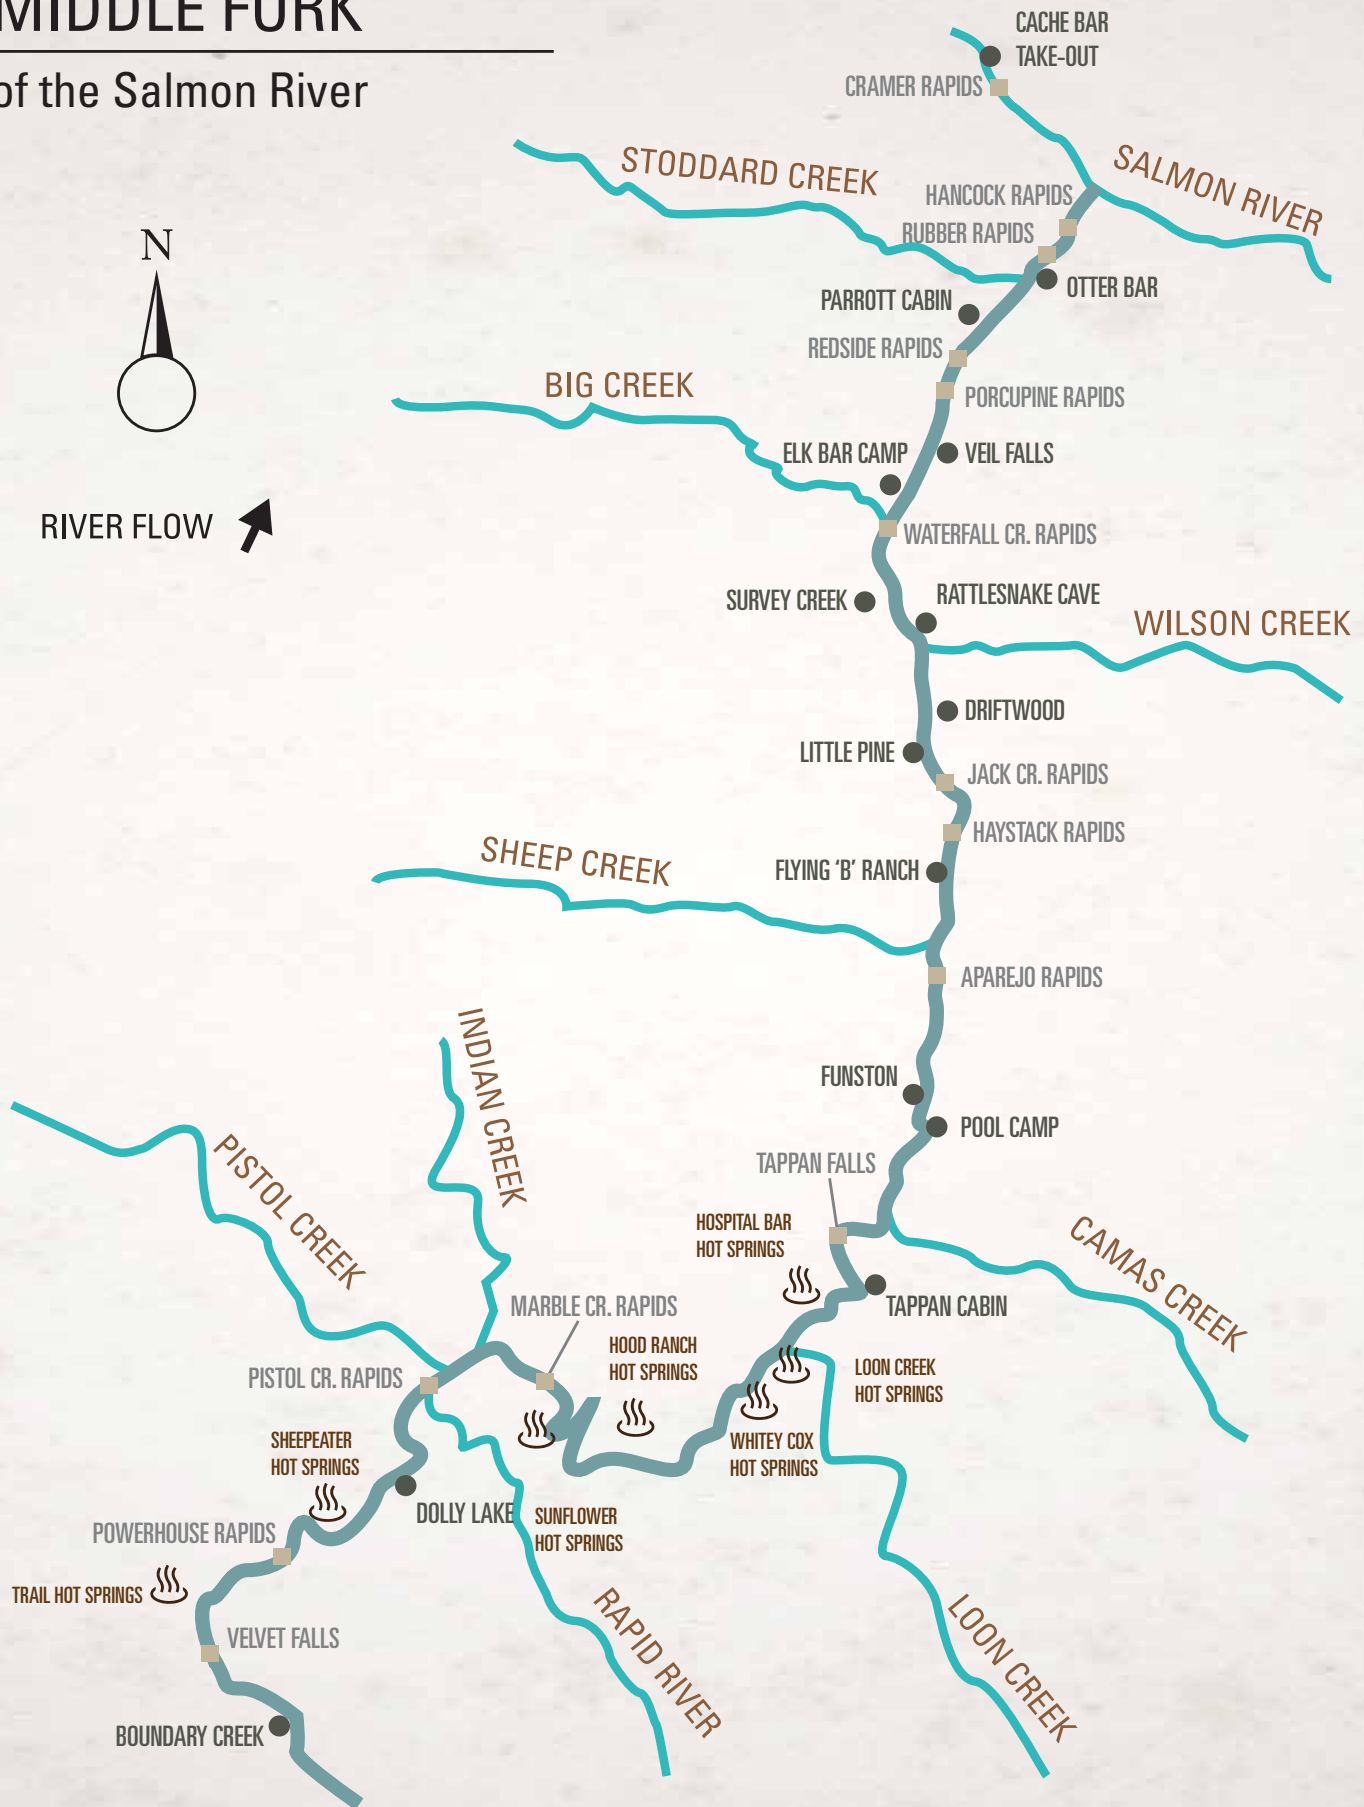 MIDDLE FORK
of the Salmon River
CACHE BAR
TAKE-OUT
CRAMER RAPIDS
STODDARD CREEK
SALMON RIVER
HANCOCK RAPIDS
RUBBER RAPIDS
N
OTTER BAR
PARROTT CABIN
REDSIDE RAPIDS
BIG CREEK
PORCUPINE RAPIDS
ELK BAR CAMP
VEIL FALLS
RIVER FLOW
WATERFALL CR. RAPIDS
SURVEY CREEK
RATTLESNAKE CAVE
WILSON CREEK
DRIFTWOOD
LITTLE PINE
JACK CR. RAPIDS
HAYSTACK RAPIDS
SHEEP CREEK
FLYING ‘B’ RANCH
APAREJO RAPIDS
INDIAN CREEK
FUNSTON
POOL CAMP
PISTOL CREEK
TAPPAN FALLS
HOSPITAL BAR
HOT SPRINGS
CAMAS CREEK
MARBLE CR. RAPIDS
TAPPAN CABIN
HOOD RANCH
HOT SPRINGS
PISTOL CR. RAPIDS
LOON CREEK
HOT SPRINGS
SHEEPEATER
HOT SPRINGS
WHITEY COX
HOT SPRINGS
DOLLY LAKE
SUNFLOWER
HOT SPRINGS
POWERHOUSE RAPIDS
TRAIL HOT SPRINGS
RAPID RIVER
LOON CREEK
VELVET FALLS
BOUNDARY CREEK